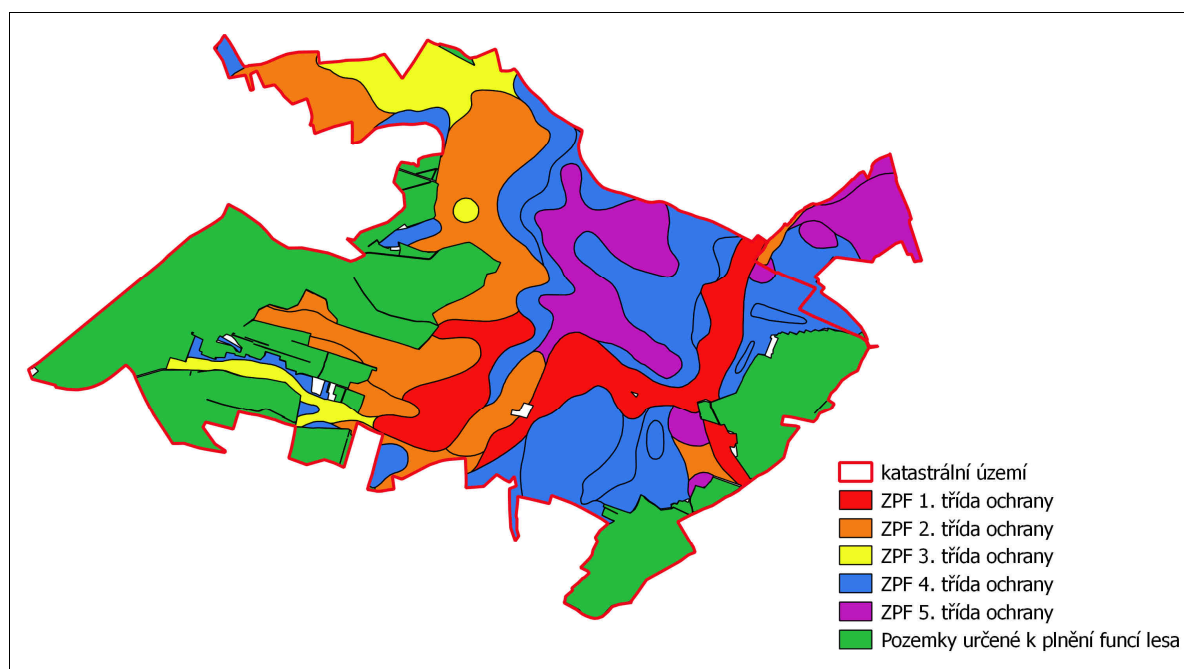 katastrální území
ZPF 1. třída ochrany
ZPF 2. třída ochrany
ZPF 3. třída ochrany
ZPF 4. třída ochrany
ZPF 5. třída ochrany
Pozemky určené k plnění funcí lesa